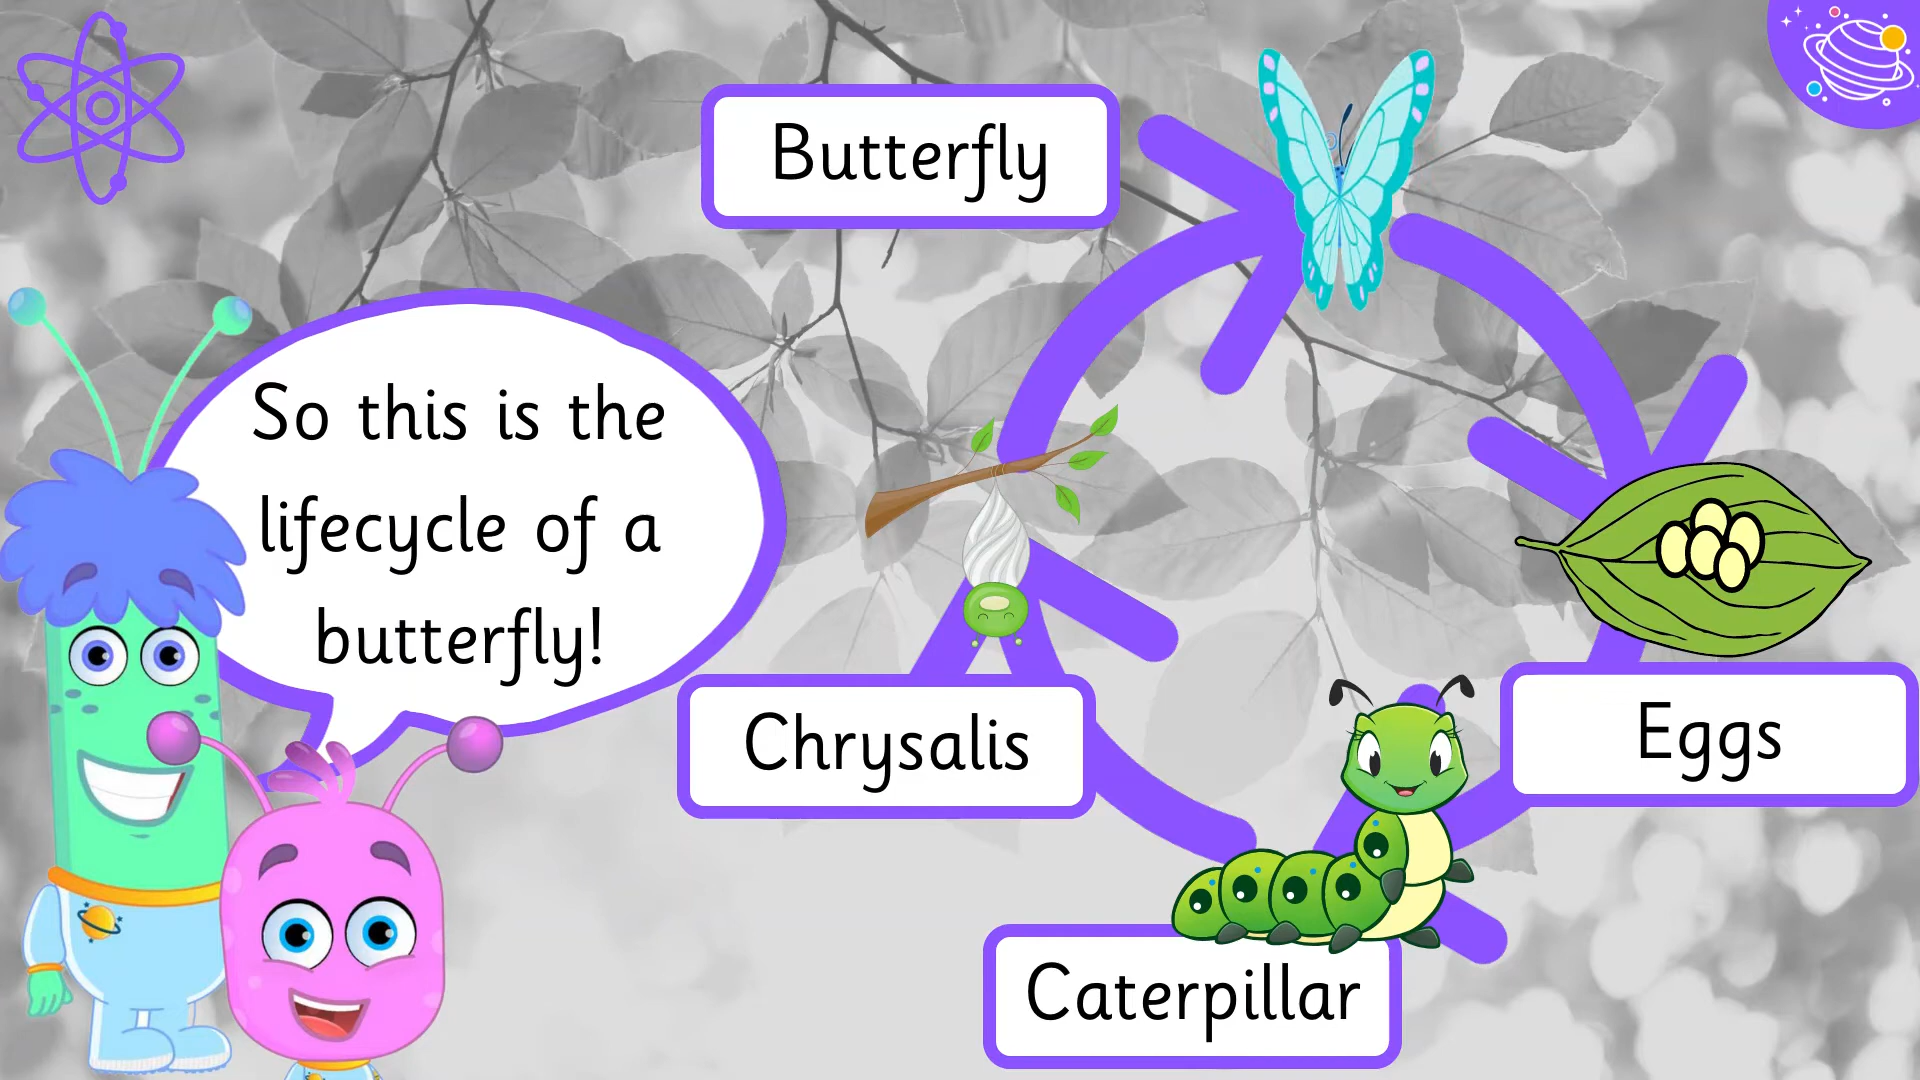 Butterfly
So this is the
lifecycle of a
butterfly!
Chrysalis
Eggs
Caterpillar